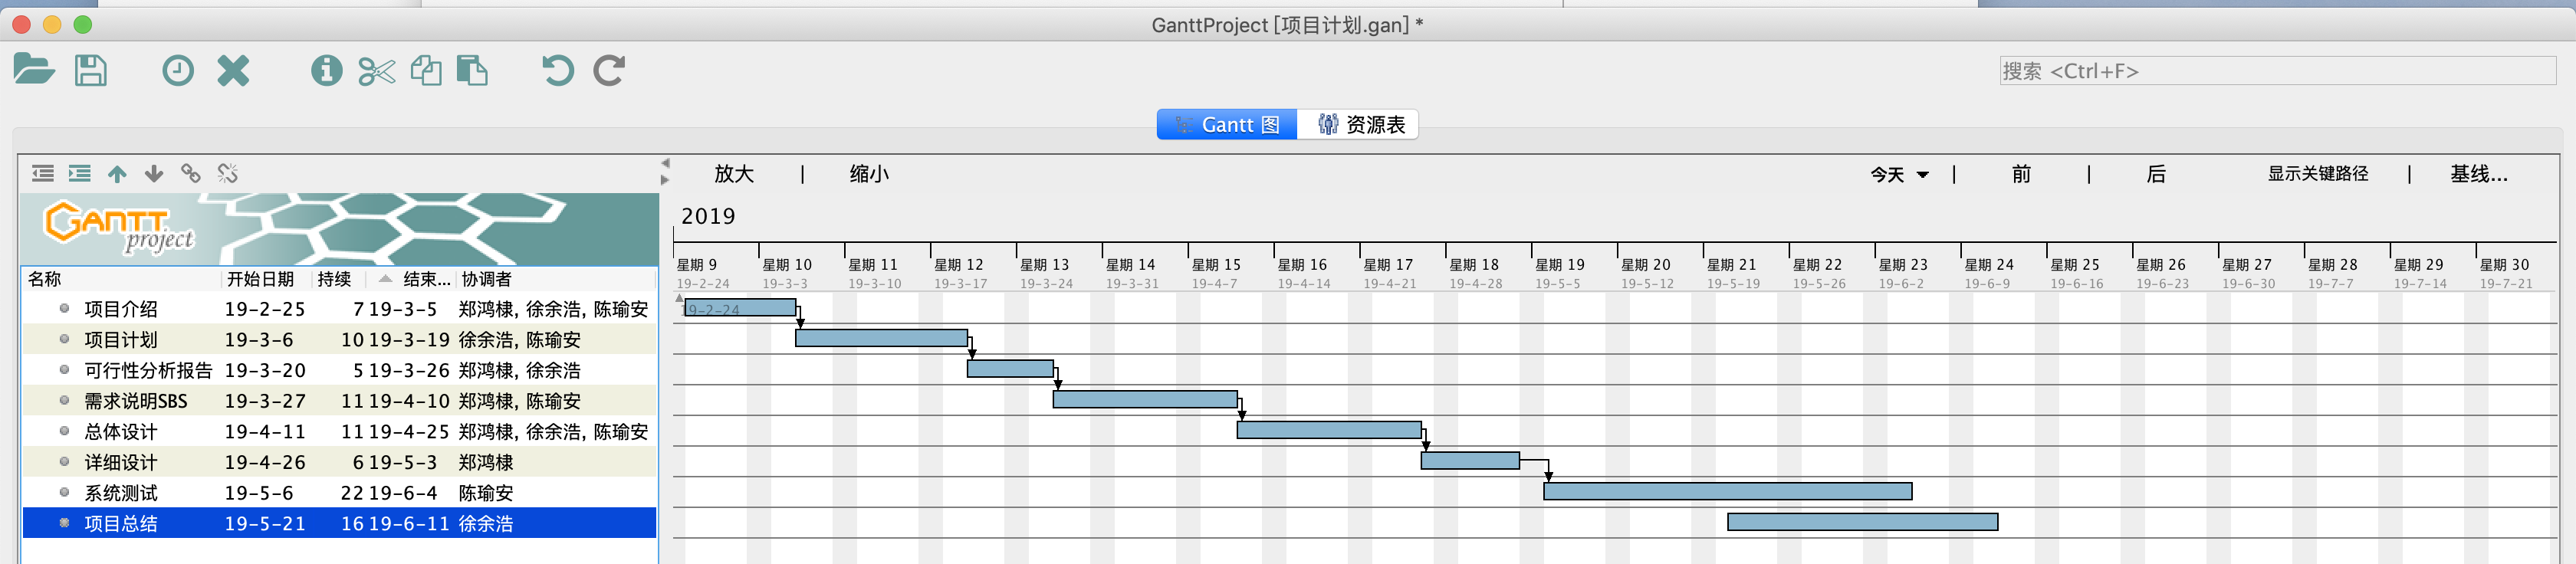 GanttProject [项目计划.gan] *
搜索 <Ctrl+F>
Gantt 图 资源表
放大 | 缩小 今天 | 前 | 后 显示关键路径 | 基线...
GANTT project
2019
星期 9 星期 10 星期 11 星期 12 星期 13 星期 14 星期 15 星期 16 星期 17 星期 18 星期 19 星期 20 星期 21 星期 22 星期 23 星期 24 星期 25 星期 26 星期 27 星期 28 星期 29 星期 30
19-2-24 19-3-3 19-3-10 19-3-17 19-3-24 19-3-31 19-4-7 19-4-14 19-4-21 19-4-28 19-5-5 19-5-12 19-5-19 19-5-26 19-6-2 19-6-9 19-6-16 19-6-23 19-6-30 19-7-7 19-7-14 19-7-21
名称 开始日期 持续 结束... 协调者
项目介绍 19-2-25 7 19-3-5 郑鸿棣, 徐余浩, 陈瑜安
19-2-24
项目计划 19-3-6 10 19-3-19 徐余浩, 陈瑜安
可行性分析报告 19-3-20 5 19-3-26 郑鸿棣, 徐余浩
需求说明SBS 19-3-27 11 19-4-10 郑鸿棣, 陈瑜安
总体设计 19-4-11 11 19-4-25 郑鸿棣, 徐余浩, 陈瑜安
详细设计 19-4-26 6 19-5-3 郑鸿棣
系统测试 19-5-6 22 19-6-4 陈瑜安
项目总结 19-5-21 16 19-6-11 徐余浩